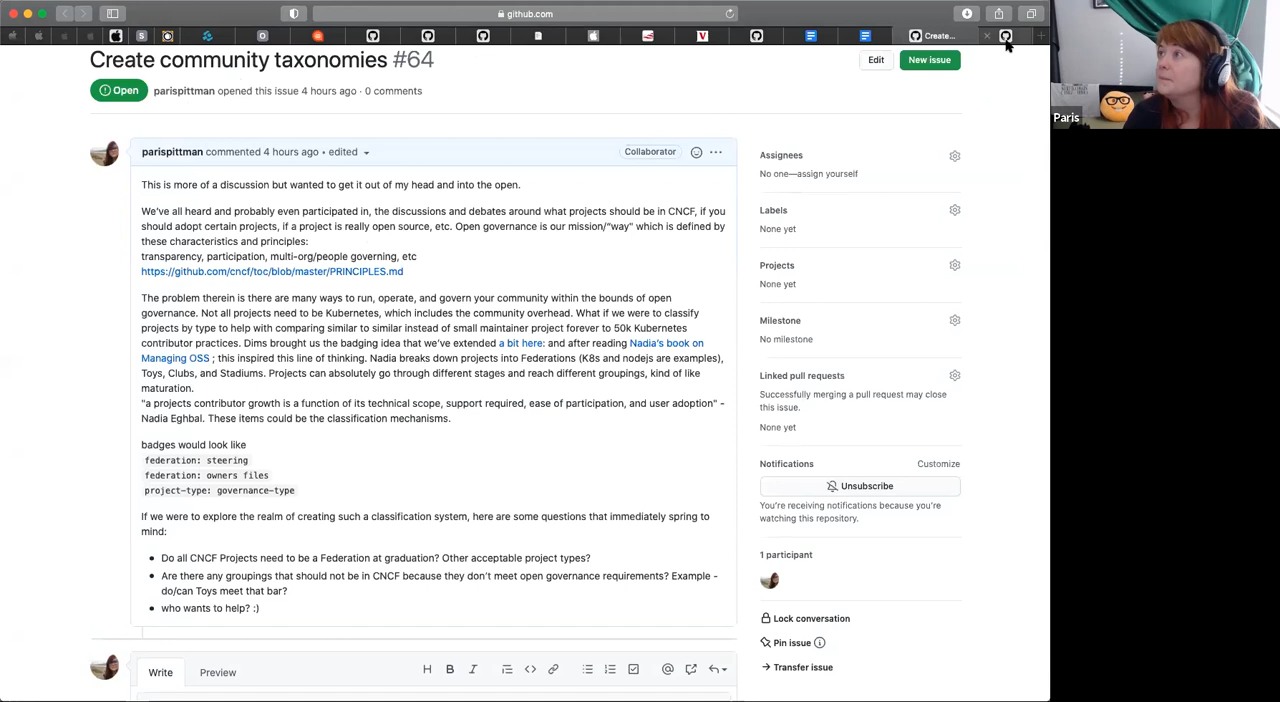 github.com
Create...
Create community taxonomies #64
Edit
New issue
Open
parispittman opened this issue 4 hours ago · 0 comments
parispittman commented 4 hours ago • edited
Collaborator
This is more of a discussion but wanted to get it out of my head and into the open.
We've all heard and probably even participated in, the discussions and debates around what projects should be in CNCF, if you
should adopt certain projects, if a project is really open source, etc. Open governance is our mission/"way" which is defined by
these characteristics and principles:
transparency, participation, multi-org/people governing, etc
https://github.com/cncf/toc/blob/master/PRINCIPLES.md
The problem therein is there are many ways to run, operate, and govern your community within the bounds of open
governance. Not all projects need to be Kubernetes, which includes the community overhead. What if we were to classify
projects by type to help with comparing similar to similar instead of small maintainer project forever to 50k Kubernetes
contributor practices. Dims brought us the badging idea that we've extended a bit here: and after reading Nadia's book on
Managing OSS ; this inspired this line of thinking. Nadia breaks down projects into Federations (K8s and nodejs are examples),
Toys, Clubs, and Stadiums. Projects can absolutely go through different stages and reach different groupings, kind of like
maturation.
"a projects contributor growth is a function of its technical scope, support required, ease of participation, and user adoption" -
Nadia Eghbal. These items could be the classification mechanisms.
badges would look like
federation: steering
federation: owners files
project-type: governance-type
If we were to explore the realm of creating such a classification system, here are some questions that immediately spring to
mind:
• Do all CNCF Projects need to be a Federation at graduation? Other acceptable project types?
• Are there any groupings that should not be in CNCF because they don't meet open governance requirements? Example -
do/can Toys meet that bar?
• who wants to help? :)
Write
Preview
Assignees
No one—assign yourself
Labels
None yet
Projects
None yet
Milestone
No milestone
Linked pull requests
Successfully merging a pull request may close
this issue.
None yet
Notifications
Customize
Unsubscribe
You're receiving notifications because you're
watching this repository.
1 participant
Lock conversation
Pin issue
Transfer issue
Paris